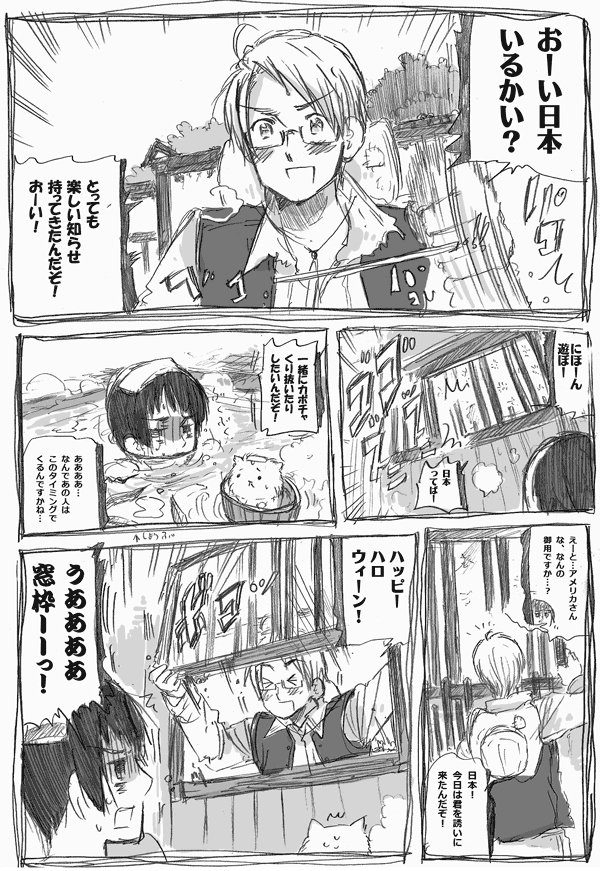 おーい日本
いるかい？
とっても
楽しい知らせ
持ってきたんだぞ！
おーい！
にほーん
遊ぼー
日本
ってばー
一緒にカボチャ
くり抜いたり
したいんだぞ！
ああああ…
なんであの人は
このタイミングで
くるんですかね…
えーと…アメリカさん
な、なんの
御用ですか…？
日本！
今日は君を誘いに
来たんだぞ！
ハッピー
ハロ
ウィーン！
うああああ
窓枠ーーっ！